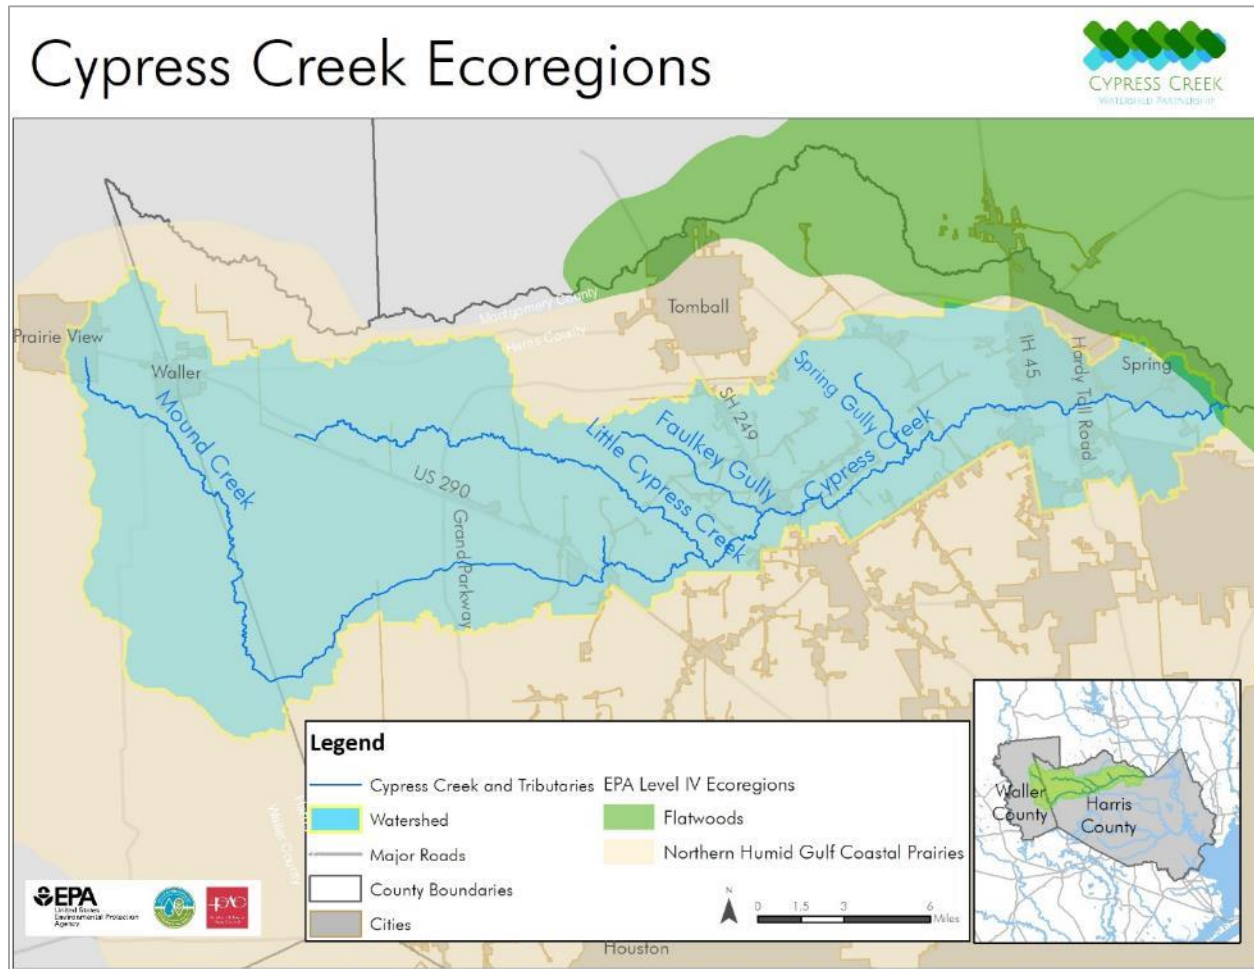 Cypress Creek Ecoregions
CYPRESS CREEK
WATERSHED PARTNERSHIP
Montgomery County
Harris County
Tomball
Prairie View
Waller
Mound Creek
US 290
Grand Parkway
Little Cypress Creek
Faulkey Gully
SH 249
Spring Gully
Cypress Creek
IH 45
Hardy Toll Road
Spring
Waller County
Houston
Legend
Cypress Creek and Tributaries
Watershed
Major Roads
County Boundaries
Cities
EPA Level IV Ecoregions
Flatwoods
Northern Humid Gulf Coastal Prairies
N
0 1.5 3 6
Miles
EPA
United States
Environmental Protection
Agency
Waller
County
Harris
County